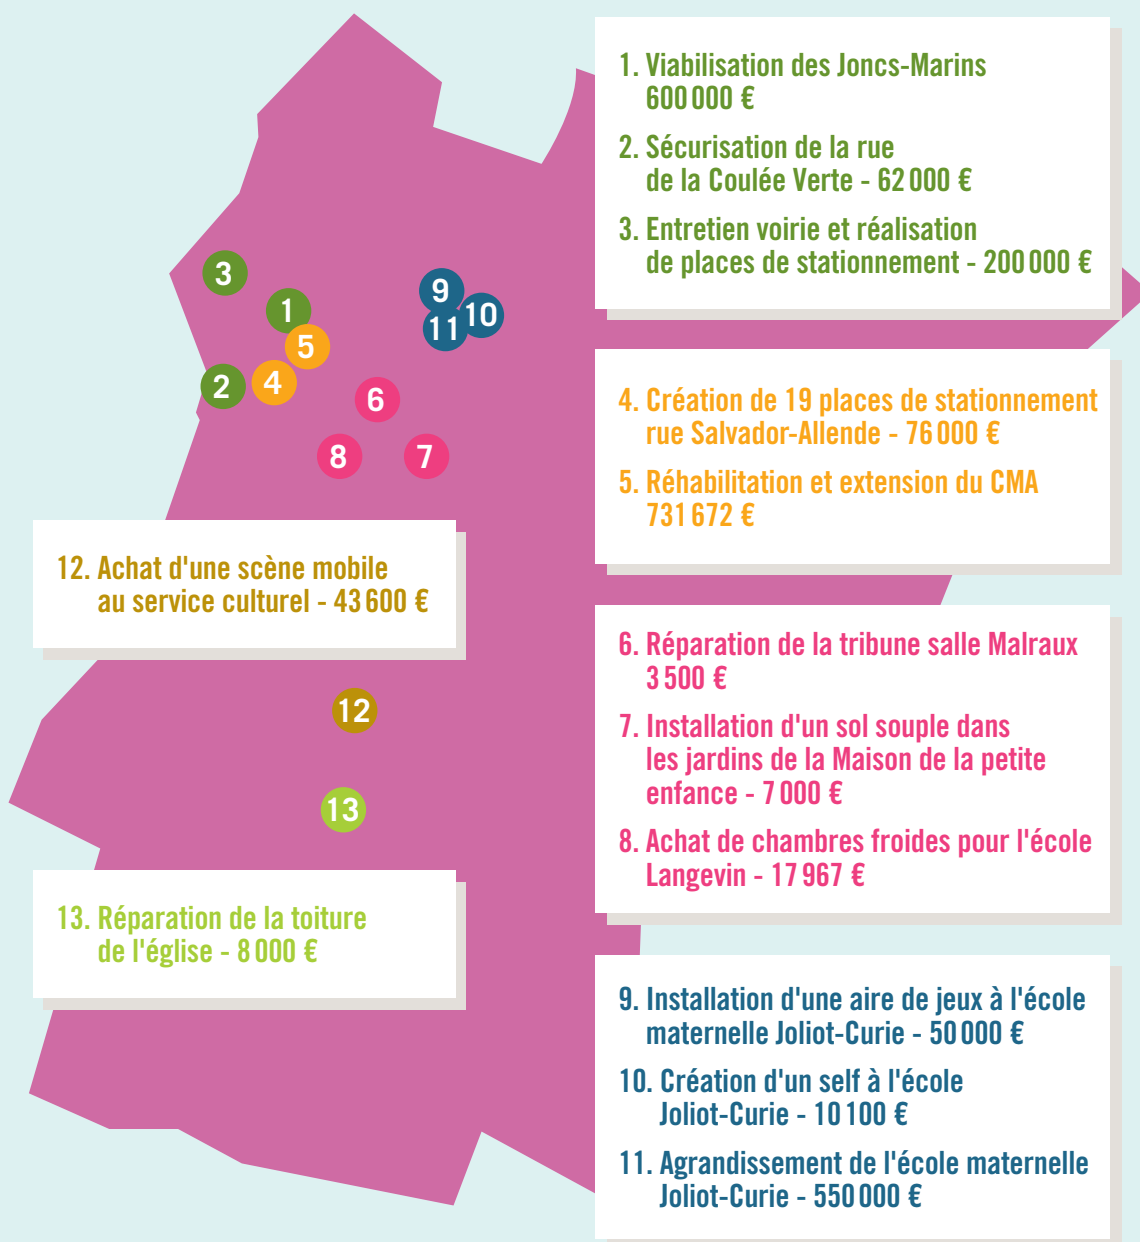 1. Viabilisation des Joncs-Marins
600 000 €
2. Sécurisation de la rue
de la Coulée Verte - 62 000 €
3. Entretien voirie et réalisation
de places de stationnement - 200 000 €
3
1
5
2
4
9
10
11
6
8
7
4. Création de 19 places de stationnement
rue Salvador-Allende - 76 000 €
5. Réhabilitation et extension du CMA
731 672 €
12. Achat d'une scène mobile
au service culturel - 43 600 €
6. Réparation de la tribune salle Malraux
3 500 €
7. Installation d'un sol souple dans
les jardins de la Maison de la petite
enfance - 7 000 €
8. Achat de chambres froides pour l'école
Langevin - 17 967 €
12
13
13. Réparation de la toiture
de l'église - 8 000 €
9. Installation d'une aire de jeux à l'école
maternelle Joliot-Curie - 50 000 €
10. Création d'un self à l'école
Joliot-Curie - 10 100 €
11. Agrandissement de l'école maternelle
Joliot-Curie - 550 000 €